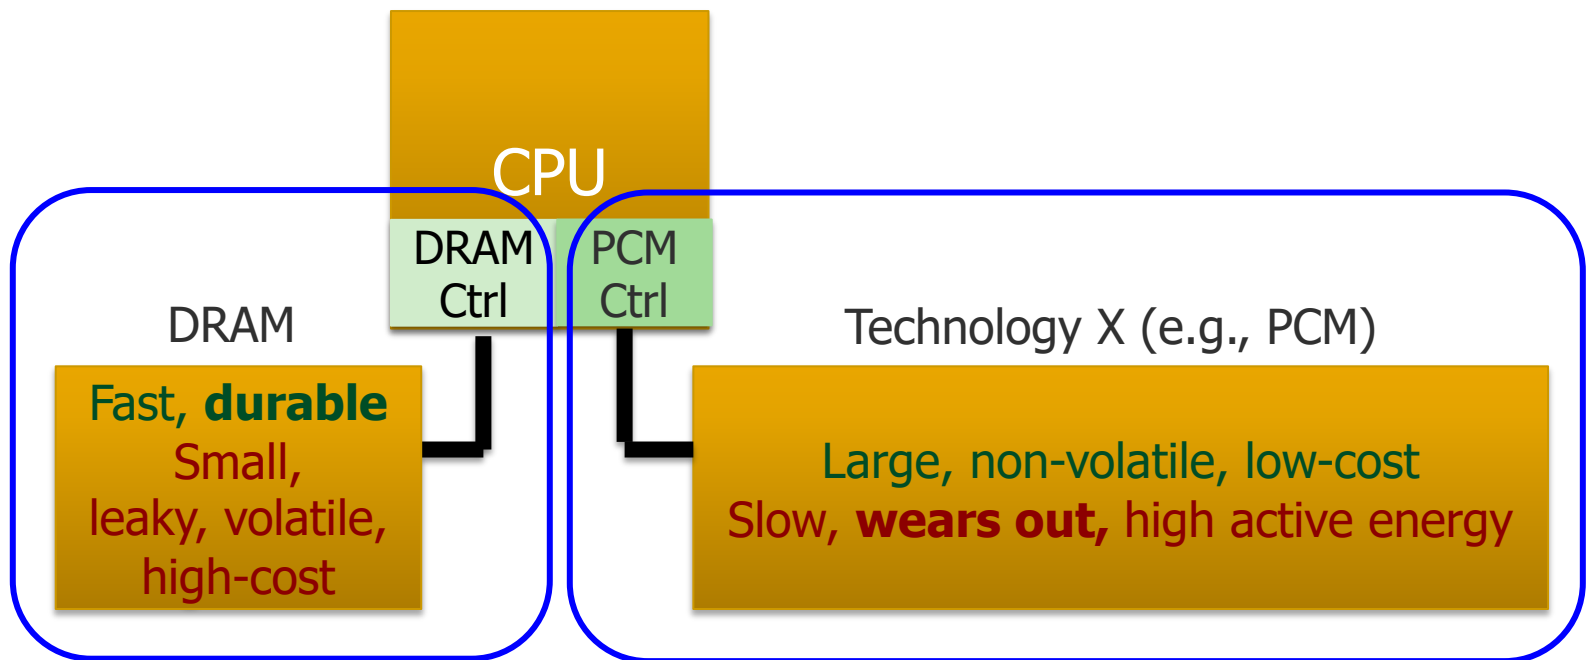 CPU
DRAM
Ctrl
PCM
Ctrl
DRAM
Fast, durable
Small,
leaky, volatile,
high-cost
Technology X (e.g., PCM)
Large, non-volatile, low-cost
Slow, wears out, high active energy